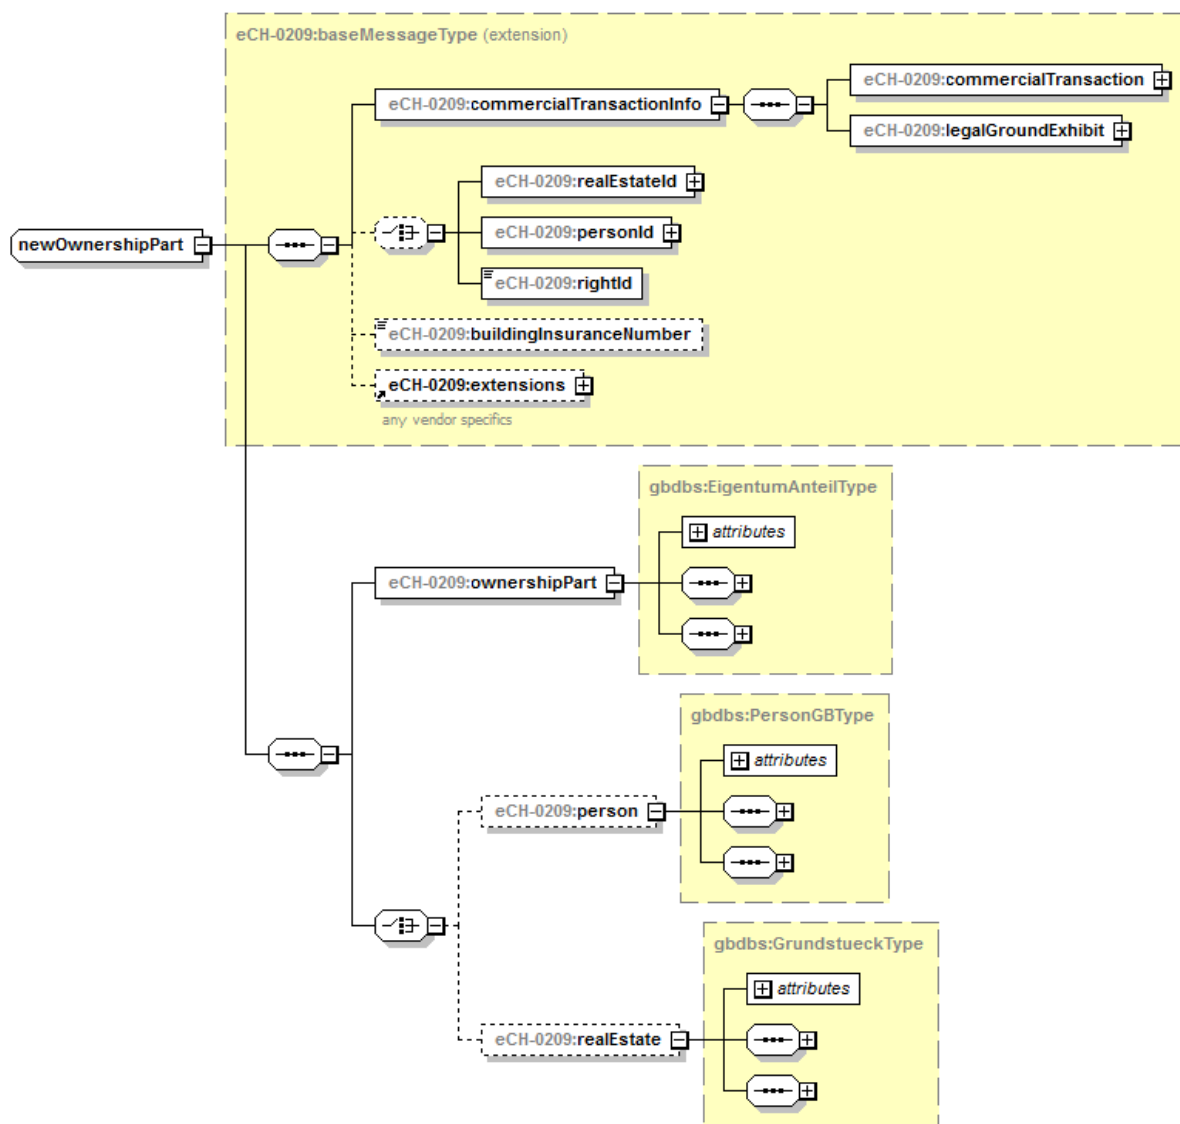 eCH-0209:baseMessageType (extension)
eCH-0209:commercialTransactionInfo
eCH-0209:commercialTransaction
eCH-0209:legalGroundExhibit
eCH-0209:realEstateId
eCH-0209:personId
eCH-0209:rightId
newOwnershipPart
eCH-0209:buildingInsuranceNumber
eCH-0209:extensions
any vendor specifics
gbdbs:EigentumAnteilType
attributes
eCH-0209:ownershipPart
gbdbs:PersonGBType
attributes
eCH-0209:person
gbdbs:GrundstueckType
attributes
eCH-0209:realEstate